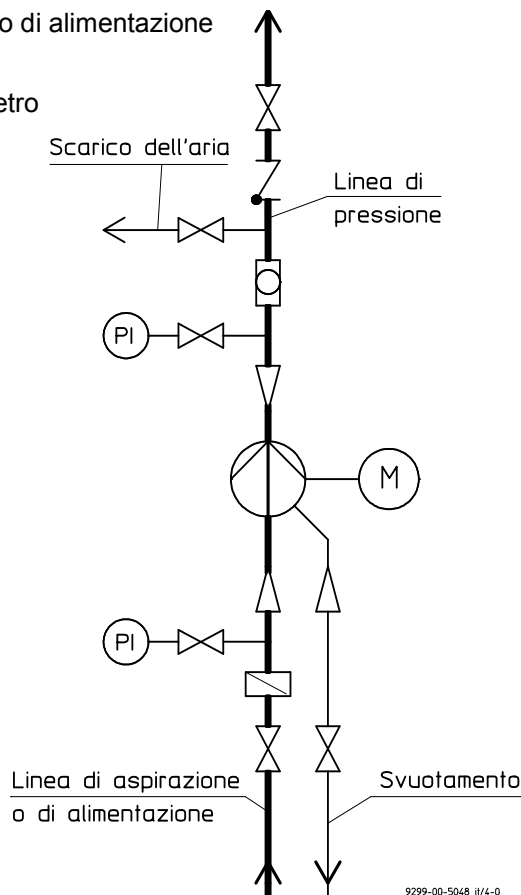 o di alimentazione
etro
Scarico dell'aria
Linea di
pressione
PI
M
PI
Linea di aspirazione
o di alimentazione
Svuotamento
9299-00-5048 it/4-0